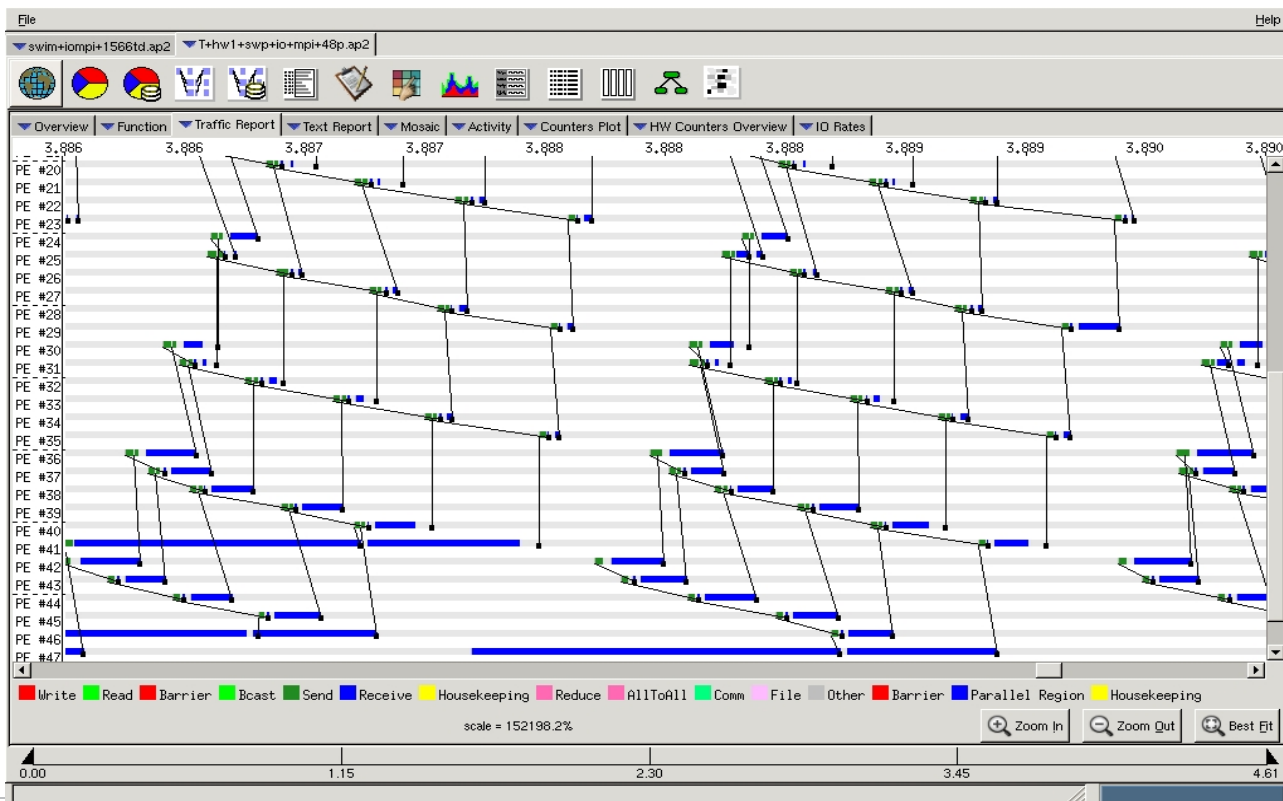 File Help
swim+iompi+1566td.ap2 T+hw1+swp+io+mpi+48p.ap2
Overview Function Traffic Report Text Report Mosaic Activity Counters Plot HW Counters Overview IO Rates
3.886 3.886 3.887 3.887 3.888 3.888 3.888 3.889 3.889 3.890 3.890
PE #20
PE #21
PE #22
PE #23
PE #24
PE #25
PE #26
PE #27
PE #28
PE #29
PE #30
PE #31
PE #32
PE #33
PE #34
PE #35
PE #36
PE #37
PE #38
PE #39
PE #40
PE #41
PE #42
PE #43
PE #44
PE #45
PE #46
PE #47
Write Read Barrier Bcast Send Receive Housekeeping Reduce AllToAll Comm File Other Barrier Parallel Region Housekeeping
scale = 152198.2% Zoom In Zoom Out Best Fit
0.00 1.15 2.30 3.45 4.61